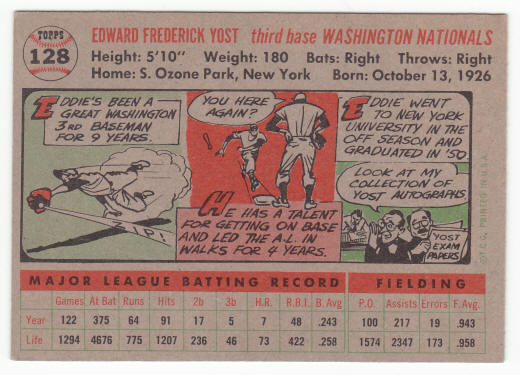 TOPPS
128
EDWARD FREDERICK YOST third base WASHINGTON NATIONALS
Height: 5'10" Weight: 180 Bats: Right Throws: Right
Home: S. Ozone Park, New York Born: October 13, 1926
EDDIE'S BEEN A
GREAT WASHINGTON
3RD BASEMAN
FOR 9 YEARS.
ZIP!
YOU HERE
AGAIN?
!
HE HAS A TALENT
FOR GETTING ON BASE
AND LED THE A.L. IN
WALKS FOR 4 YEARS.
EDDIE WENT
TO NEW YORK
UNIVERSITY IN THE
OFF SEASON AND
GRADUATED IN '50.
LOOK AT MY
COLLECTION OF
YOST AUTOGRAPHS.
YOST
EXAM
PAPERS
©T.C.G. PRINTED IN U.S.A.
MAJOR LEAGUE BATTING RECORD FIELDING
Games At Bat Runs Hits 2b 3b H.R. R.B.I. B. Avg. P.O. Assists Errors F. Avg.
Year 122 375 64 91 17 5 7 48 .243 100 217 19 .943
Life 1294 4676 775 1207 236 46 73 422 .258 1574 2347 173 .958